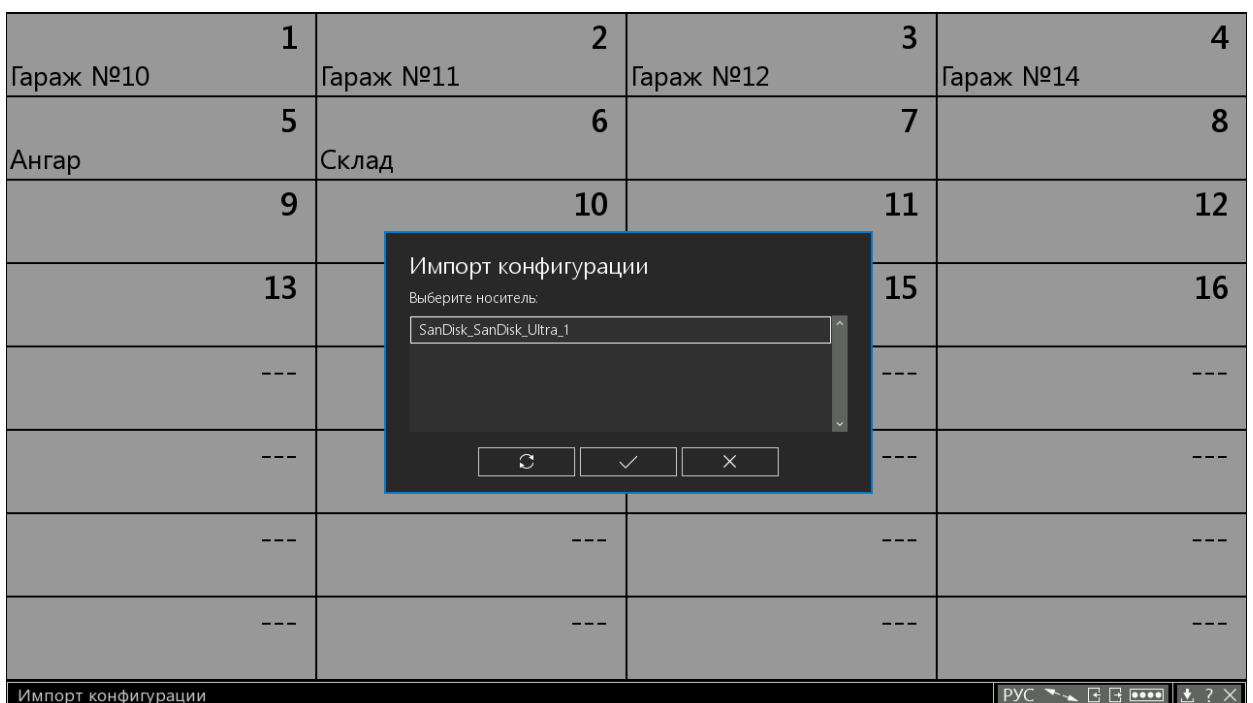 1 2 3 4
Гараж №10 Гараж №11 Гараж №12 Гараж №14
5 6 7 8
Ангар Склад
9 10 11 12
Импорт конфигурации
13 15 16
Выберите носитель:
SanDisk_SanDisk_Ultra_1
--- --- ---
--- --- ---
--- --- --- ---
--- --- --- ---
Импорт конфигурации РУС ?